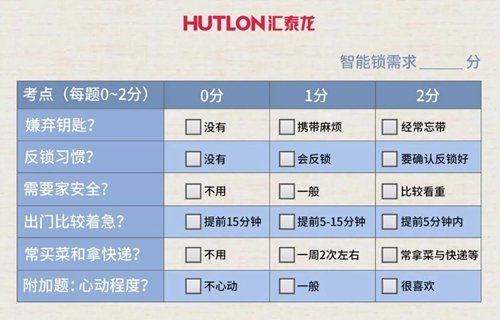 HUTLON汇泰龙
智能锁需求_____分
考点（每题0~2分） 0分 1分 2分
嫌弃钥匙？ 没有 携带麻烦 经常忘带
反锁习惯？ 没有 会反锁 要确认反锁好
需要家安全？ 不用 一般 比较看重
出门比较着急？ 提前15分钟 提前5-15分钟 提前5分钟内
常买菜和拿快递？ 不用 一周2次左右 常拿菜与快递等
附加题：心动程度？ 不心动 一般 很喜欢